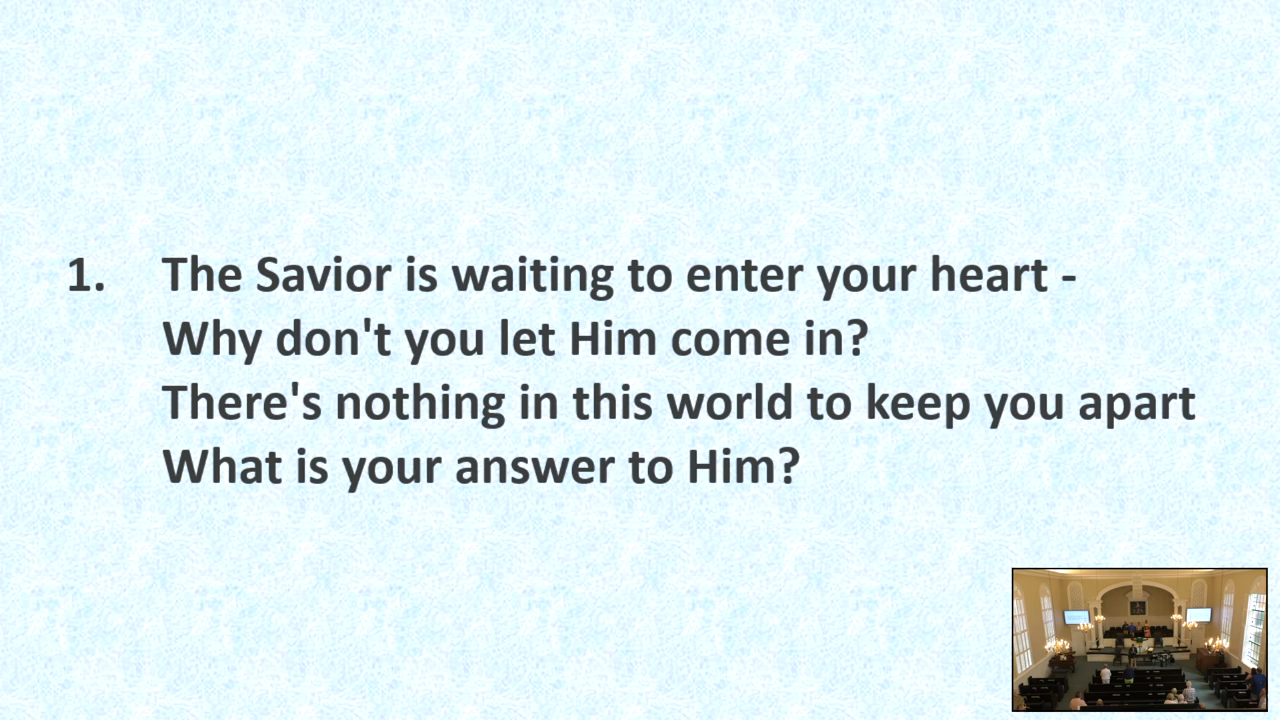 1. The Savior is waiting to enter your heart -
Why don't you let Him come in?
There's nothing in this world to keep you apart
What is your answer to Him?